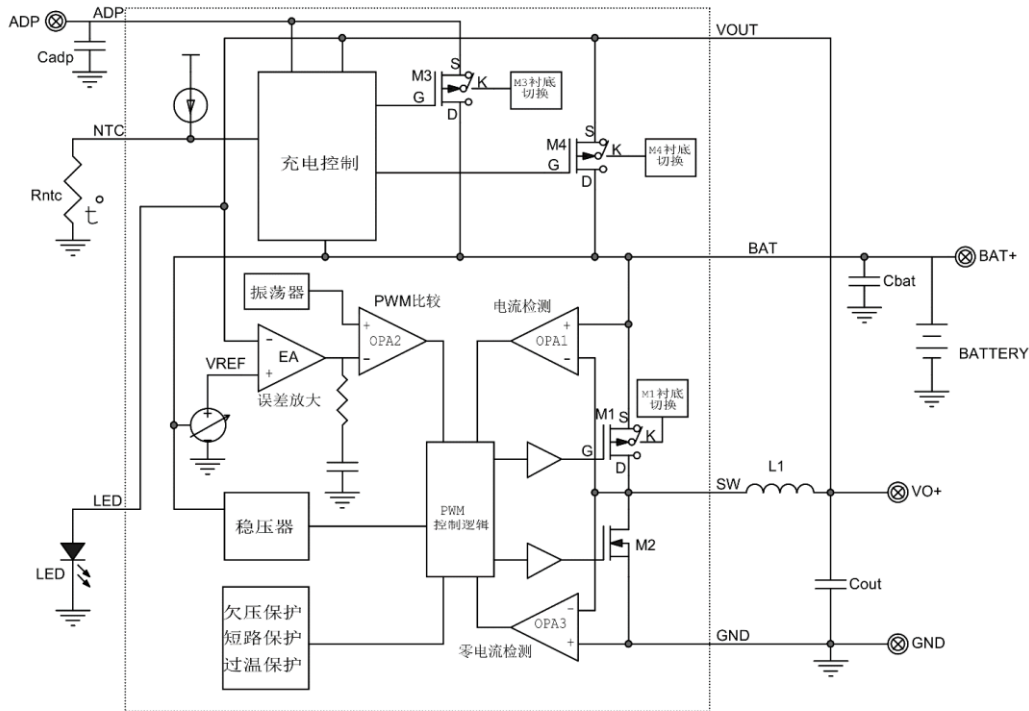 ADP
ADP
VOUT
Cadp
S
M3
K
M3衬底
切换
G
D
NTC
S
M4
K
M4衬底
切换
充电控制
G
D
Rntc
t°
BAT
BAT+
振荡器
PWM比较
电流检测
Cbat
+
OPA2
−
+
OPA1
−
−
EA
+
VREF
BATTERY
误差放大
M1衬底
切换
M1
S
K
G
D
+
L1
SW
VO+
LED
稳压器
PWM
控制逻辑
M2
LED
Cout
欠压保护
短路保护
过温保护
−
OPA3
+
GND
GND
零电流检测